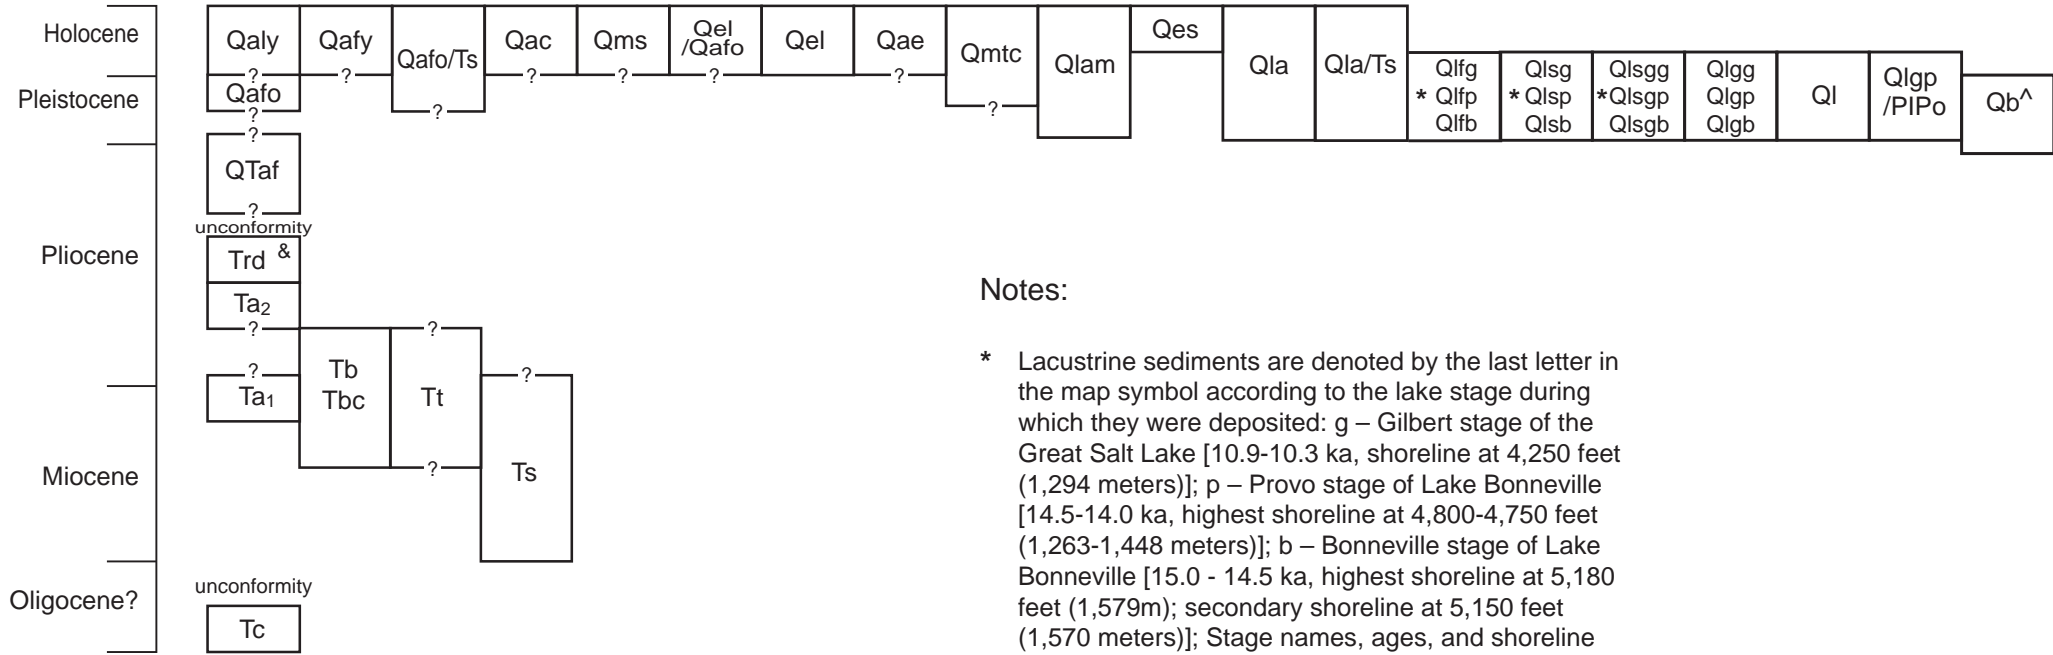 Holocene
Pleistocene
Pliocene
Miocene
Oligocene?
Qaly
?
Qafo
?
?
QTaf
?
unconformity
Trd &
Ta2
?
?
Ta1
unconformity
Tc
Qafy
?
Tb
Tbc
Qafo/Ts
?
?
Tt
?
Qac
?
?
Ts
Qms
?
Qel
/Qafo
?
Qel
Qae
?
Qmtc
?
Qlam
Qes
Qla
Qla/Ts
Qlfg
* Qlfp
Qlfb
Qlsg
* Qlsp
Qlsb
Qlsgg
*Qlsgp
Qlsgb
Qlgg
Qlgp
Qlgb
Ql
Qlgp
/PIPo
Qb^
Notes:
* Lacustrine sediments are denoted by the last letter in
the map symbol according to the lake stage during
which they were deposited: g – Gilbert stage of the
Great Salt Lake [10.9-10.3 ka, shoreline at 4,250 feet
(1,294 meters)]; p – Provo stage of Lake Bonneville
[14.5-14.0 ka, highest shoreline at 4,800-4,750 feet
(1,263-1,448 meters)]; b – Bonneville stage of Lake
Bonneville [15.0 - 14.5 ka, highest shoreline at 5,180
feet (1,579m); secondary shoreline at 5,150 feet
(1,570 meters)]; Stage names, ages, and shoreline